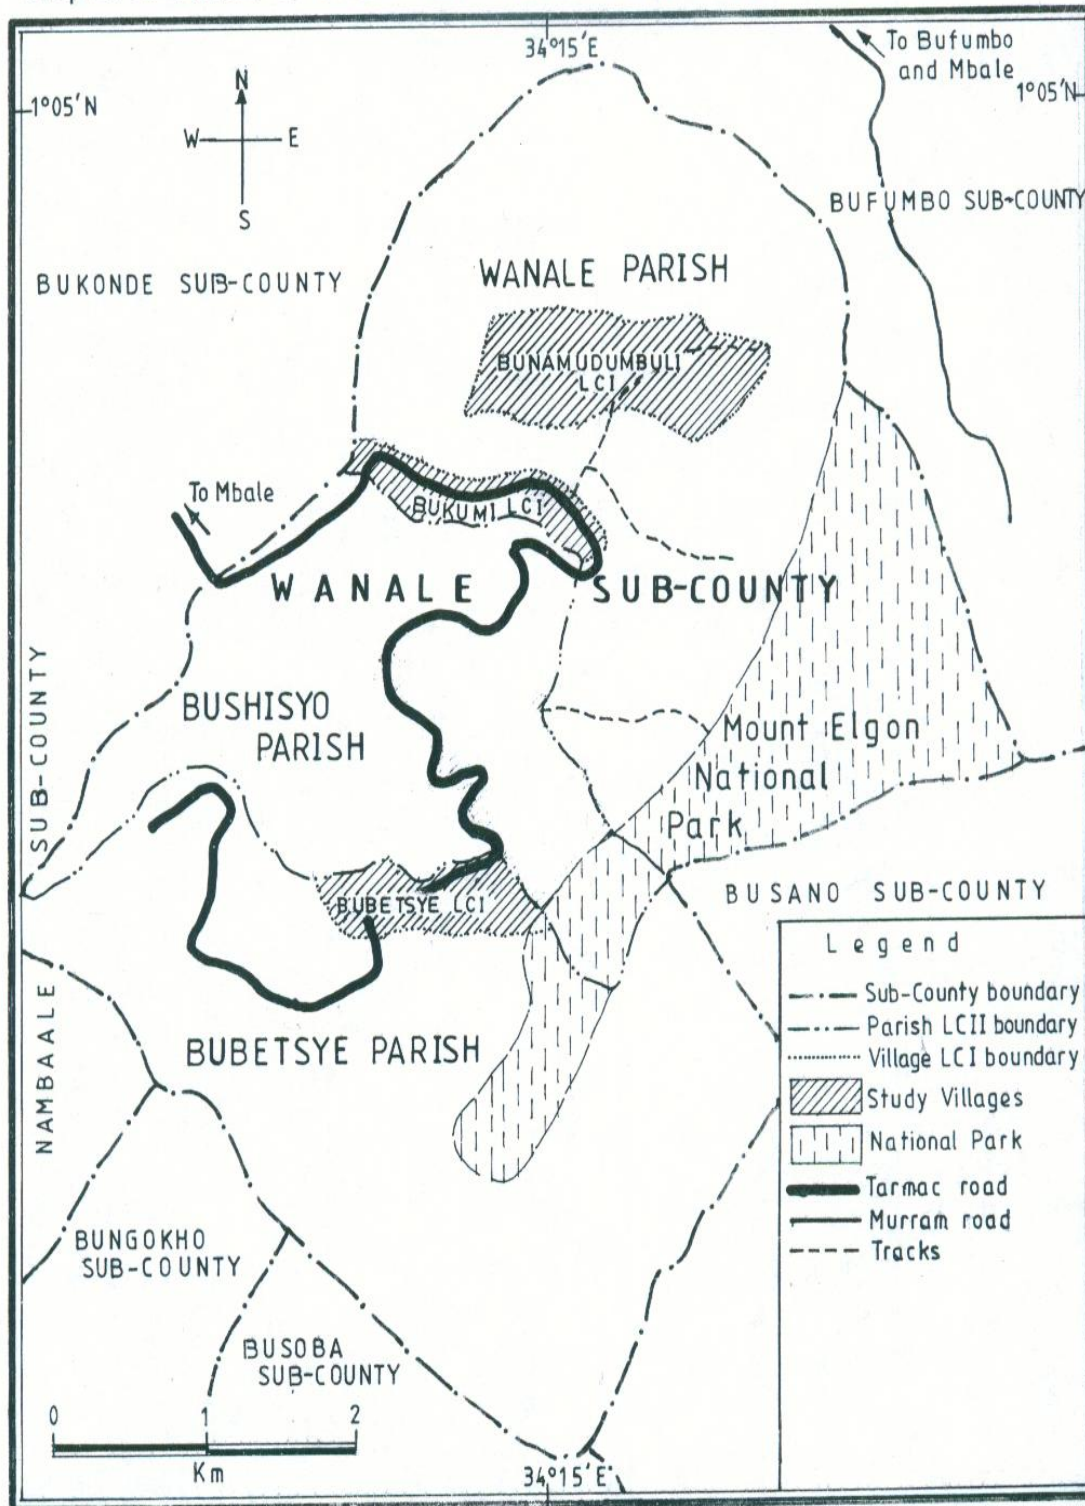 34°15'E
To Bufumbo
and Mbale
1°05'N
1°05'N
N
W
E
S
BUFUMBO SUB-COUNTY
BUKONDE SUB-COUNTY
WANALE PARISH
BUNAMUDUMBULI
LCI
To Mbale
BUKUMI LCI
WANALE SUB-COUNTY
BUSHISYO
PARISH
Mount Elgon
National
Park
NAMBAALE SUB-COUNTY
BUBETSYE LCI
BUSANO SUB-COUNTY
BUBETSYE PARISH
Legend
Sub-County boundary
Parish LCII boundary
Village LCI boundary
Study Villages
National Park
Tarmac road
Murram road
Tracks
BUNGOKHO
SUB-COUNTY
BUSOBA
SUB-COUNTY
0 1 2
Km
34°15'E